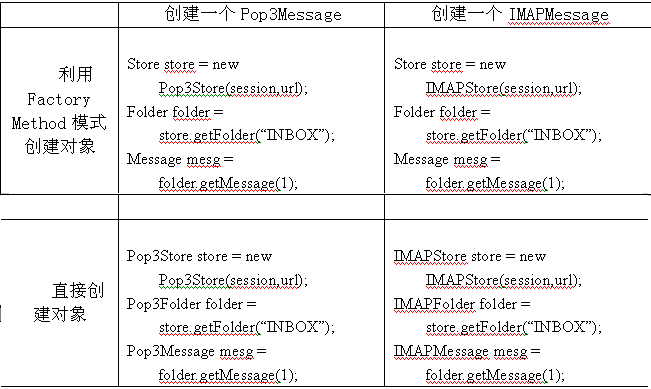 创建一个 Pop3Message
创建一个 IMAPMessage
利用
Factory
Method 模式
创建对象
Store store = new
Pop3Store(session,url);
Folder folder =
store.getFolder(“INBOX”);
Message mesg =
folder.getMessage(1);
Store store = new
IMAPStore(session,url);
Folder folder =
store.getFolder(“INBOX”);
Message mesg =
folder.getMessage(1);
直接创
建对象
Pop3Store store = new
Pop3Store(session,url);
Pop3Folder folder =
store.getFolder(“INBOX”);
Pop3Message mesg =
folder.getMessage(1);
IMAPStore store = new
IMAPStore(session,url);
IMAPFolder folder =
store.getFolder(“INBOX”);
IMAPMessage mesg =
folder.getMessage(1);